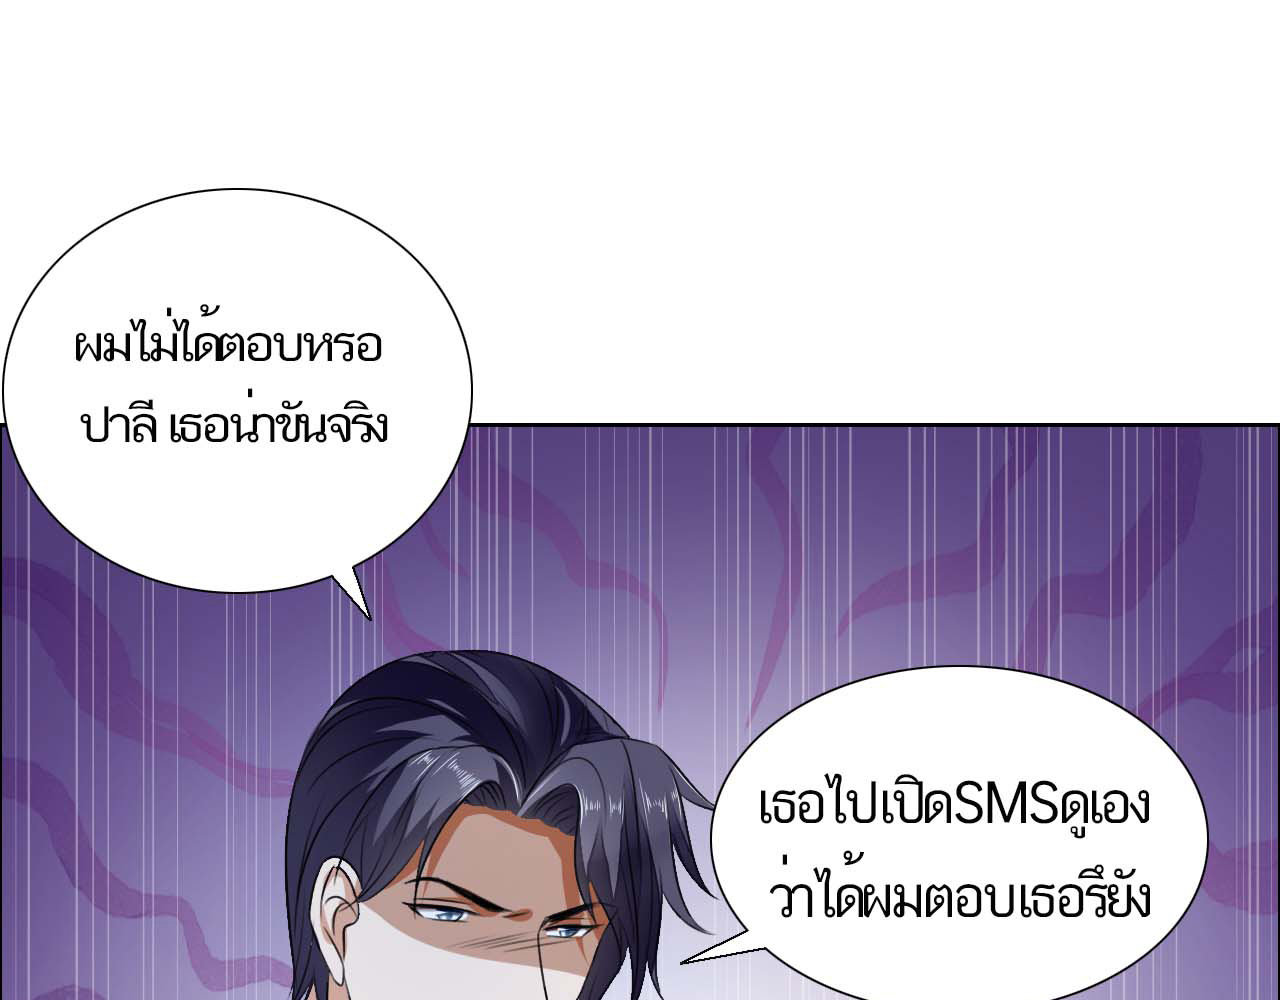 ผมไม่ได้ตอบหรอ
ปาลี เธอน่าขันจริง
เธอไปเปิดSMSดูเอง
ว่าได้ผมตอบเธอรึยัง